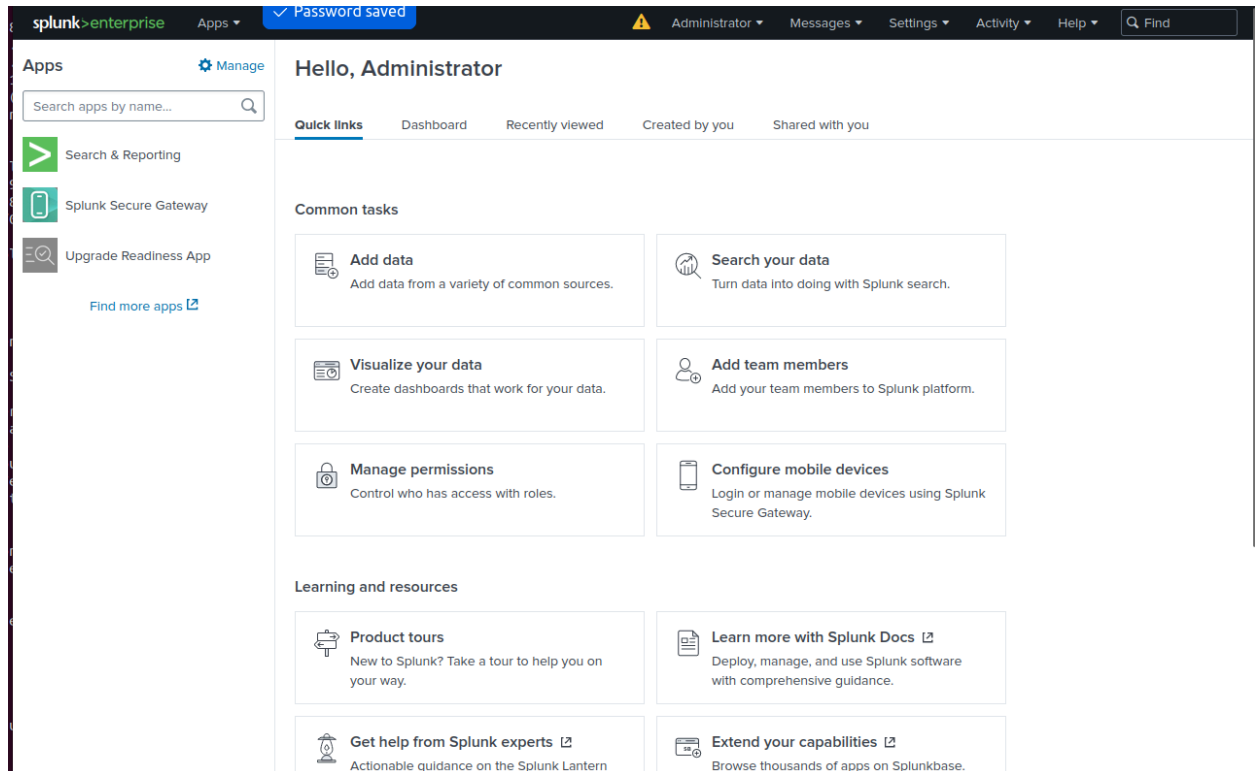 splunk>enterprise Apps ▾ ✓ Password saved Administrator ▾ Messages ▾ Settings ▾ Activity ▾ Help ▾ Find
Apps Manage
Search apps by name...
Search & Reporting
Splunk Secure Gateway
Upgrade Readiness App
Find more apps
Hello, Administrator
Quick links Dashboard Recently viewed Created by you Shared with you
Common tasks
Add data
Add data from a variety of common sources.
Search your data
Turn data into doing with Splunk search.
Visualize your data
Create dashboards that work for your data.
Add team members
Add your team members to Splunk platform.
Manage permissions
Control who has access with roles.
Configure mobile devices
Login or manage mobile devices using Splunk
Secure Gateway.
Learning and resources
Product tours
New to Splunk? Take a tour to help you on
your way.
Learn more with Splunk Docs
Deploy, manage, and use Splunk software
with comprehensive guidance.
Get help from Splunk experts
Actionable guidance on the Splunk Lantern
Extend your capabilities
Browse thousands of apps on Splunkbase.